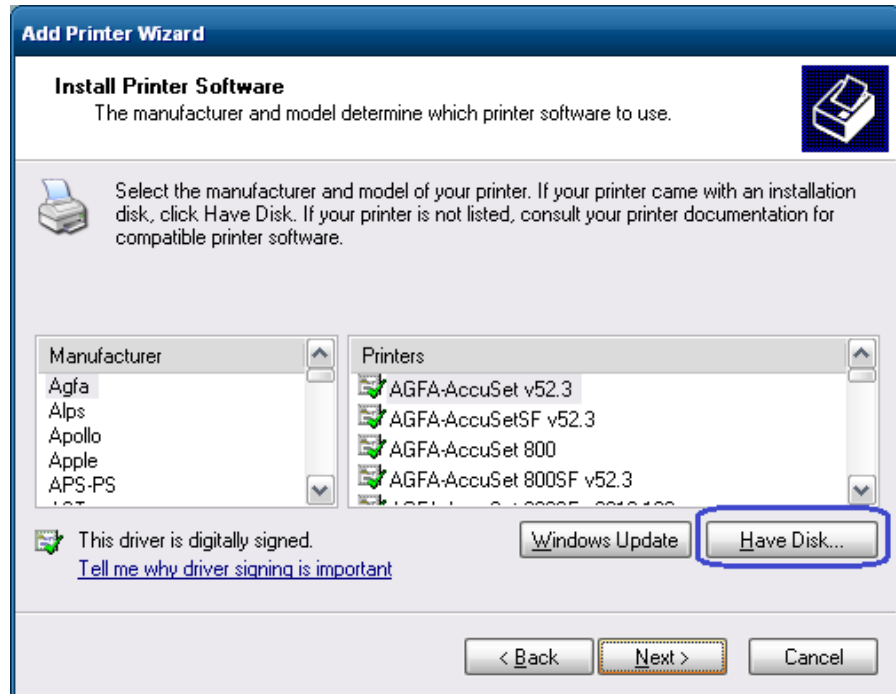 Add Printer Wizard
Install Printer Software
The manufacturer and model determine which printer software to use.
Select the manufacturer and model of your printer. If your printer came with an installation
disk, click Have Disk. If your printer is not listed, consult your printer documentation for
compatible printer software.
Manufacturer
Agfa
Alps
Apollo
Apple
APS-PS
Printers
AGFA-AccuSet v52.3
AGFA-AccuSetSF v52.3
AGFA-AccuSet 800
AGFA-AccuSet 800SF v52.3
This driver is digitally signed.
Tell me why driver signing is important
Windows Update
Have Disk...
< Back
Next >
Cancel